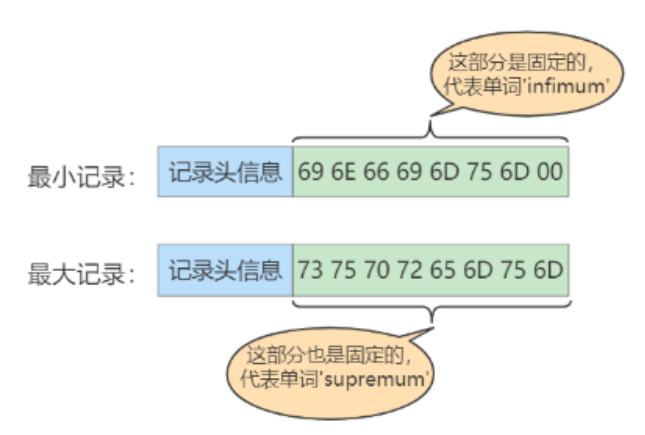 这部分是固定的，
代表单词'infimum'
最小记录：
记录头信息
69 6E 66 69 6D 75 6D 00
最大记录：
记录头信息
73 75 70 72 65 6D 75 6D
这部分也是固定的，
代表单词'supremum'